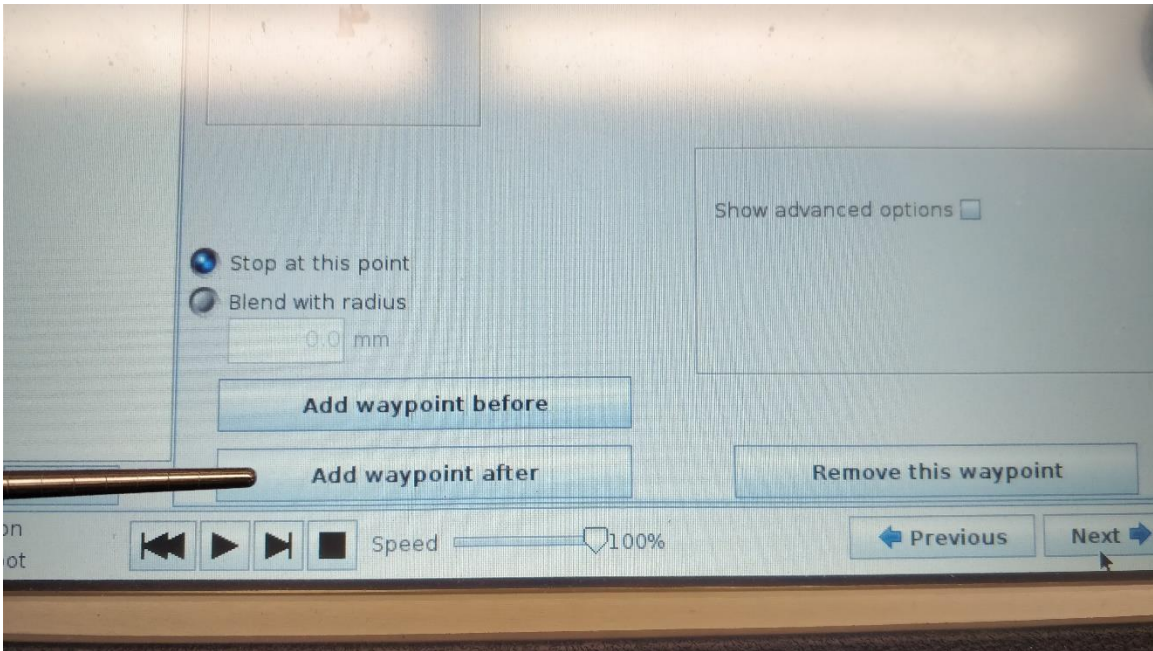 Show advanced options
Stop at this point
Blend with radius
0.0 mm
Add waypoint before
Add waypoint after
Remove this waypoint
on
ot
Speed
100%
Previous
Next